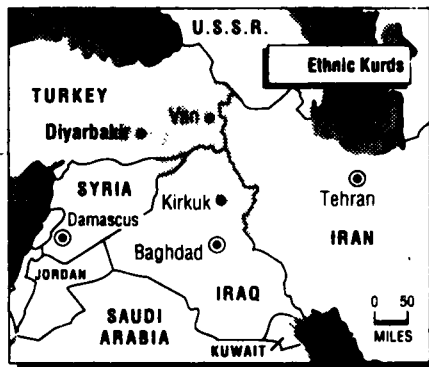 U.S.S.R.
Ethnic Kurds
TURKEY
Van
Diyarbakir
SYRIA
Kirkuk
Tehran
Damascus
Baghdad
IRAN
JORDAN
IRAQ
0 50
MILES
SAUDI
ARABIA
KUWAIT